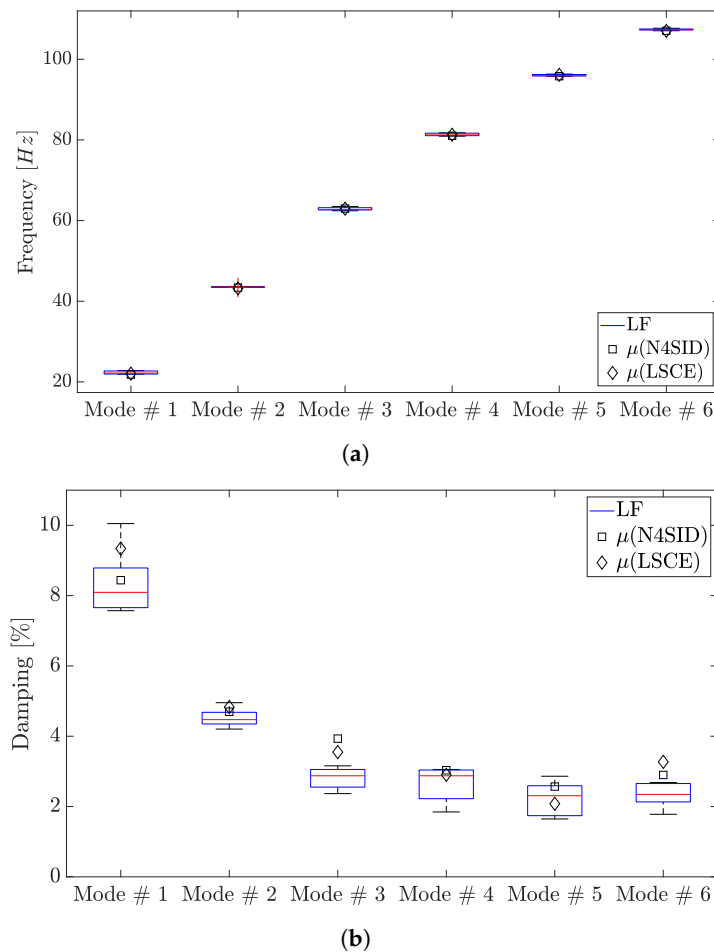 100
80
60
40
20
Frequency [Hz]
LF
μ(N4SID)
μ(LSCE)
Mode # 1 Mode # 2 Mode # 3 Mode # 4 Mode # 5 Mode # 6
(a)
10
8
6
4
2
0
Damping [%]
LF
μ(N4SID)
μ(LSCE)
Mode # 1 Mode # 2 Mode # 3 Mode # 4 Mode # 5 Mode # 6
(b)